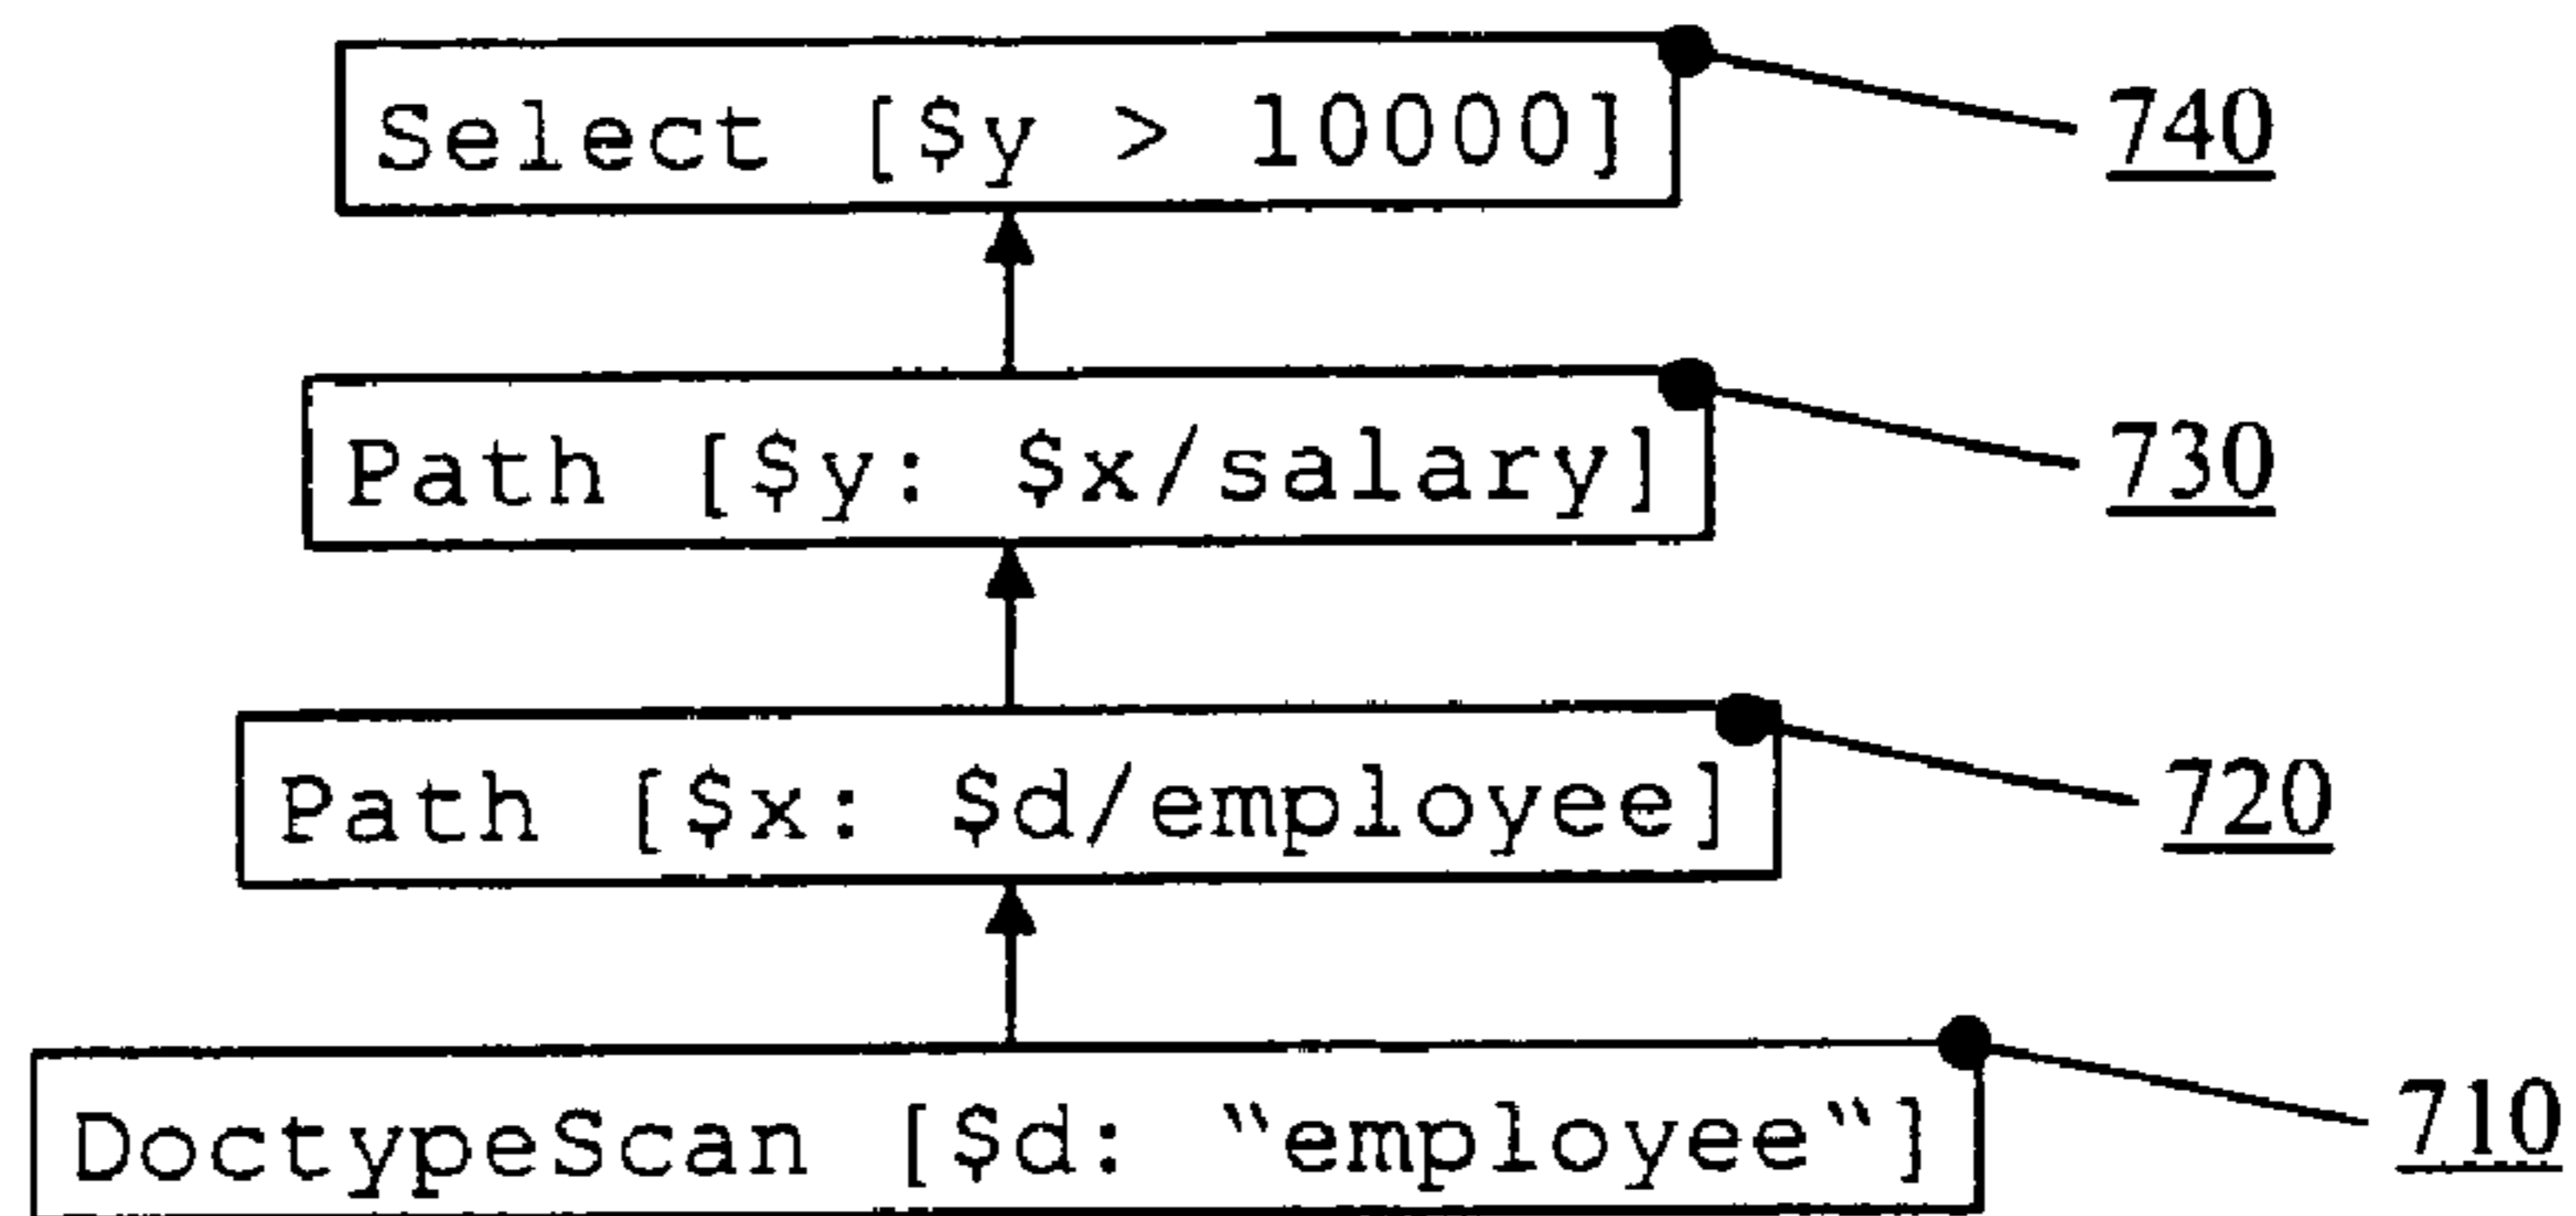 Select [$y > 10000]
740
Path [$y: $x/salary]
730
Path [$x: $d/employee]
720
DoctypeScan [$d: “employee“]
710